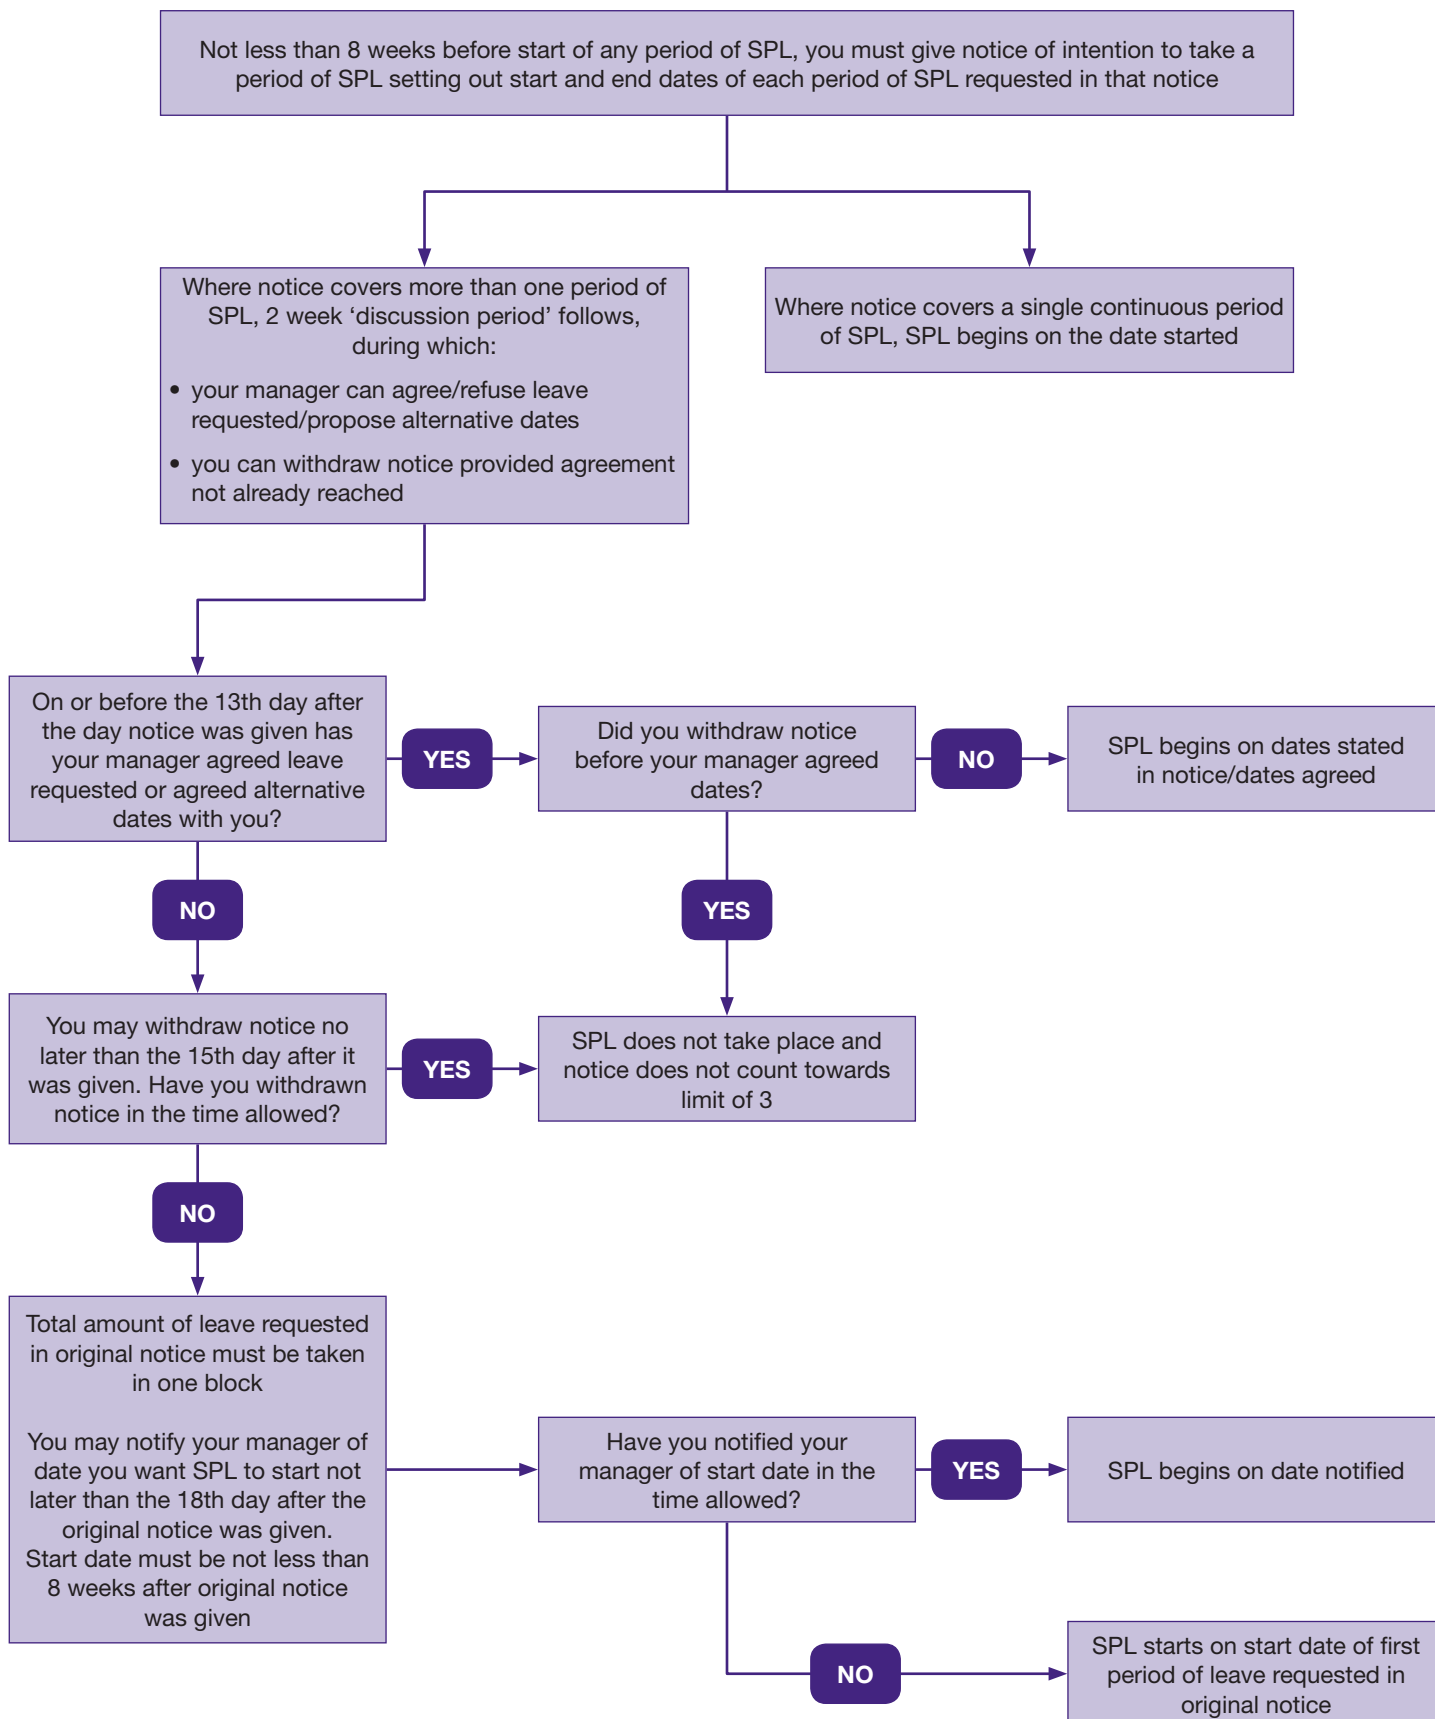 Not less than 8 weeks before start of any period of SPL, you must give notice of intention to take a
period of SPL setting out start and end dates of each period of SPL requested in that notice
Where notice covers more than one period of
SPL, 2 week ‘discussion period’ follows,
during which:
• your manager can agree/refuse leave
requested/propose alternative dates
• you can withdraw notice provided agreement
not already reached
Where notice covers a single continuous period
of SPL, SPL begins on the date started
On or before the 13th day after
the day notice was given has
your manager agreed leave
requested or agreed alternative
dates with you?
YES
Did you withdraw notice
before your manager agreed
dates?
NO
SPL begins on dates stated
in notice/dates agreed
NO
YES
You may withdraw notice no
later than the 15th day after it
was given. Have you withdrawn
notice in the time allowed?
YES
SPL does not take place and
notice does not count towards
limit of 3
NO
Total amount of leave requested
in original notice must be taken
in one block
You may notify your manager of
date you want SPL to start not
later than the 18th day after the
original notice was given.
Start date must be not less than
8 weeks after original notice
was given
Have you notified your
manager of start date in the
time allowed?
YES
SPL begins on date notified
NO
SPL starts on start date of first
period of leave requested in
original notice